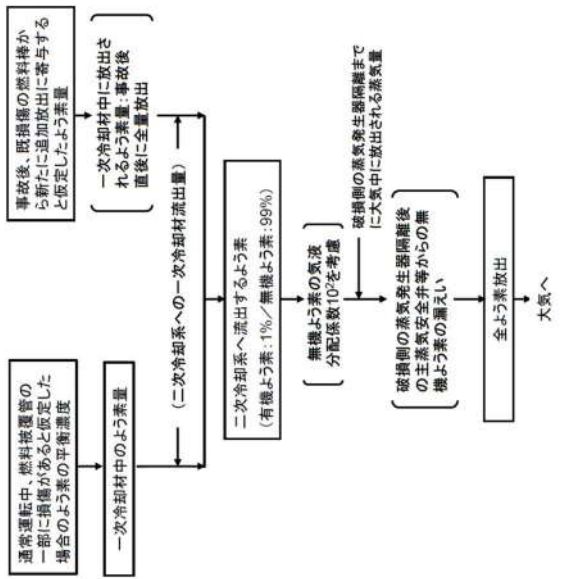 通常運転中、燃料被覆管の
一部に損傷があると仮定した
場合のよう素の平衡濃度
一次冷却材中のよう素量
事故後、既損傷の燃料棒か
ら新たに追加放出に寄与する
と仮定したよう素量
一次冷却材中に放出さ
れるよう素量:事故後
直後に全量放出
(二次冷却系への一次冷却材流出量)
二次冷却系へ流出するよう素
(有機よう素:1%/無機よう素:99%)
無機よう素の気液
分配係数10²を考慮
破損側の蒸気発生器隔離まで
に大気中に放出される蒸気量
破損側の蒸気発生器隔離後
の主蒸気安全弁等からの無
機よう素の漏えい
全よう素放出
大気へ